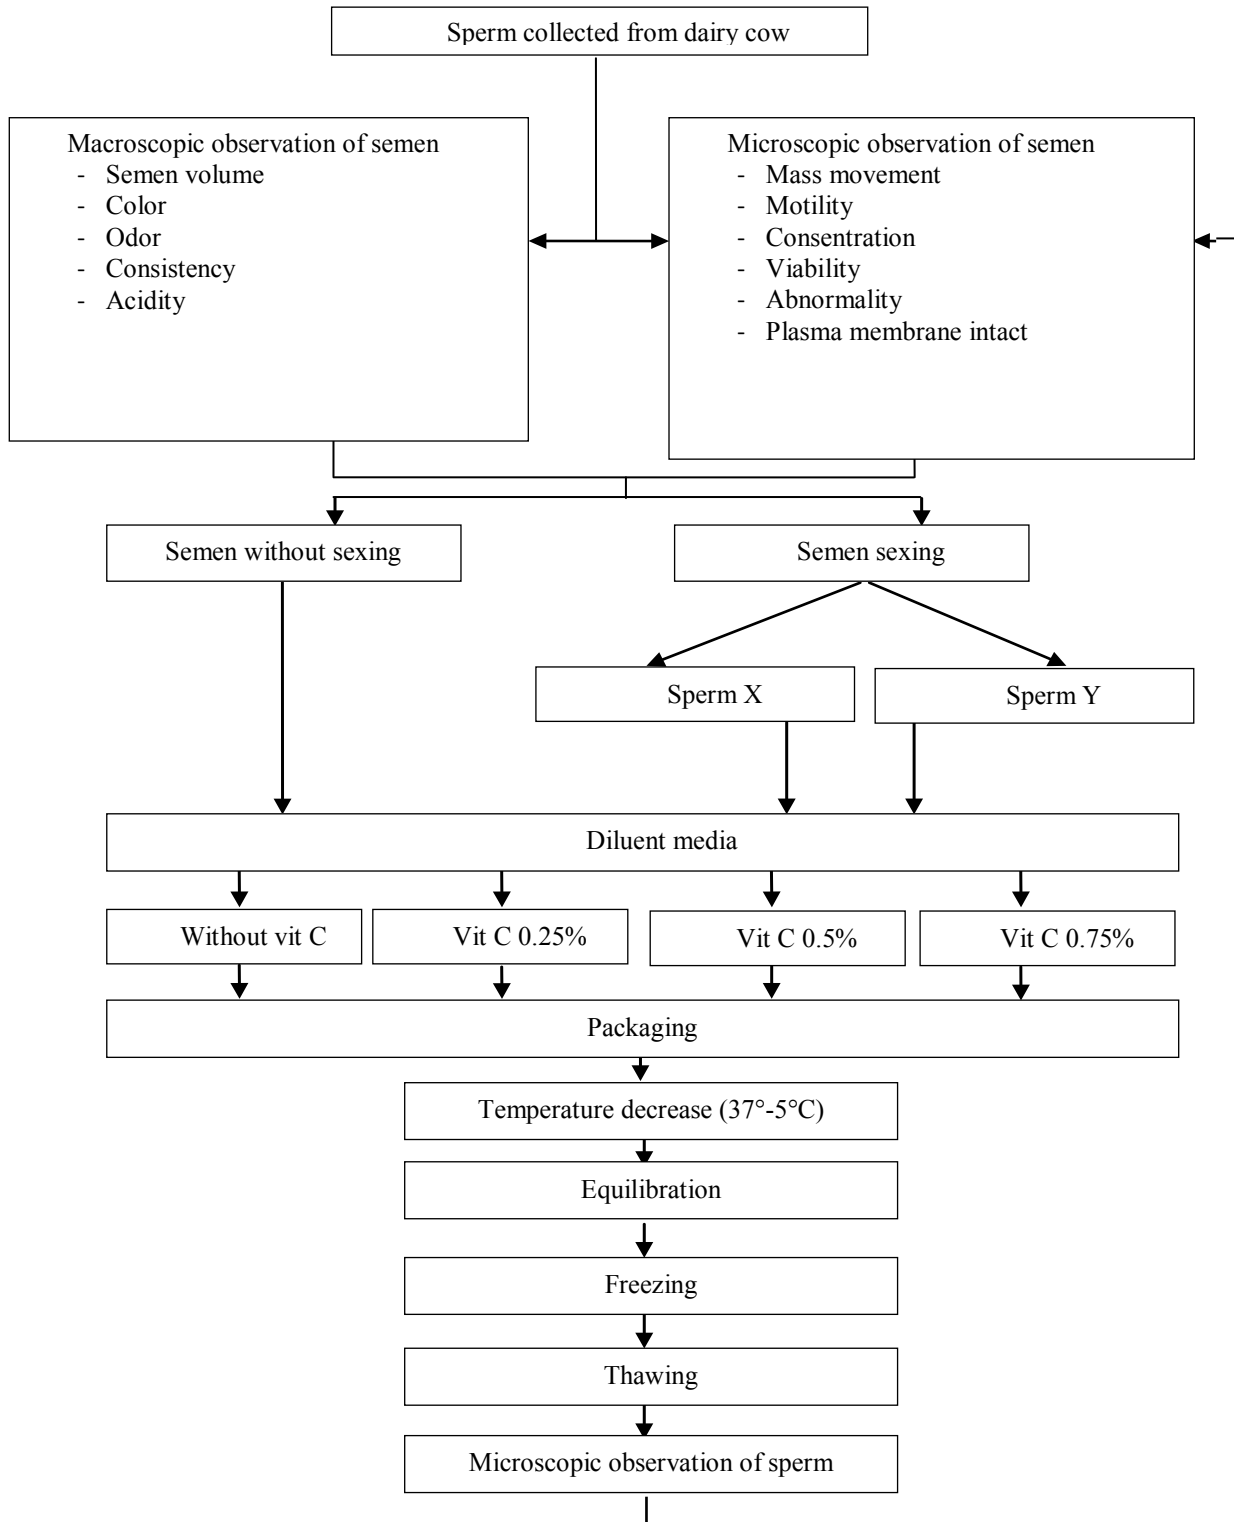 Sperm collected from dairy cow
Macroscopic observation of semen
- Semen volume
- Color
- Odor
- Consistency
- Acidity
Microscopic observation of semen
- Mass movement
- Motility
- Consentration
- Viability
- Abnormality
- Plasma membrane intact
Semen without sexing
Semen sexing
Sperm X
Sperm Y
Diluent media
Without vit C
Vit C 0.25%
Vit C 0.5%
Vit C 0.75%
Packaging
Temperature decrease (37°-5°C)
Equilibration
Freezing
Thawing
Microscopic observation of sperm